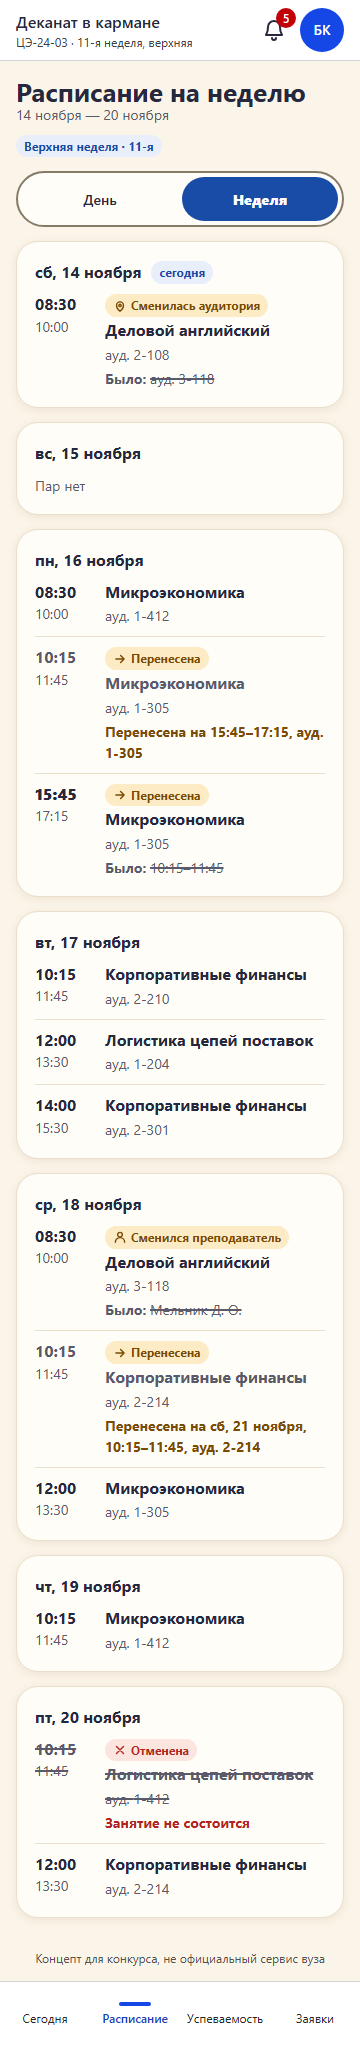 Деканат в кармане
ЦЭ-24-03 · 11-я неделя, верхняя
5
БК
Расписание на неделю
14 ноября — 20 ноября
Верхняя неделя · 11-я
День
Неделя
сб, 14 ноября сегодня
08:30 Сменилась аудитория
10:00 Деловой английский
ауд. 2-108
Было: ауд. 3-118
вс, 15 ноября
Пар нет
пн, 16 ноября
08:30 Микроэкономика
10:00 ауд. 1-412
10:15 Перенесена
11:45 Микроэкономика
ауд. 1-305
Перенесена на 15:45–17:15, ауд.
1-305
15:45 Перенесена
17:15 Микроэкономика
ауд. 1-305
Было: 10:15–11:45
вт, 17 ноября
10:15 Корпоративные финансы
11:45 ауд. 2-210
12:00 Логистика цепей поставок
13:30 ауд. 1-204
14:00 Корпоративные финансы
15:30 ауд. 2-301
ср, 18 ноября
08:30 Сменился преподаватель
10:00 Деловой английский
ауд. 3-118
Было: Мельник Д. О.
10:15 Перенесена
11:45 Корпоративные финансы
ауд. 2-214
Перенесена на сб, 21 ноября,
10:15–11:45, ауд. 2-214
12:00 Микроэкономика
13:30 ауд. 1-305
чт, 19 ноября
10:15 Микроэкономика
11:45 ауд. 1-412
пт, 20 ноября
10:15 Отменена
11:45 Логистика цепей поставок
ауд. 1-412
Занятие не состоится
12:00 Корпоративные финансы
13:30 ауд. 2-214
Концепт для конкурса, не официальный сервис вуза
Сегодня
Расписание
Успеваемость
Заявки